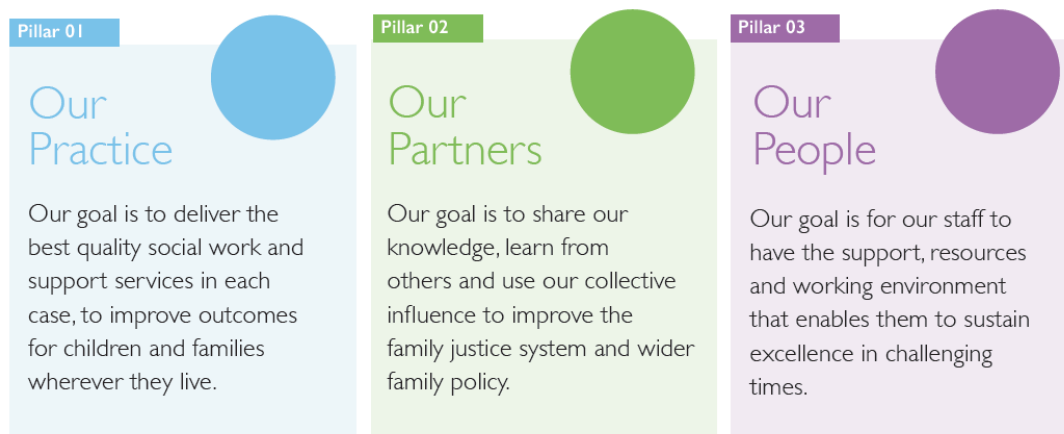 Pillar 01
Our
Practice
Our goal is to deliver the
best quality social work and
support services in each
case, to improve outcomes
for children and families
wherever they live.
Pillar 02
Our
Partners
Our goal is to share our
knowledge, learn from
others and use our collective
influence to improve the
family justice system and wider
family policy.
Pillar 03
Our
People
Our goal is for our staff to
have the support, resources
and working environment
that enables them to sustain
excellence in challenging
times.